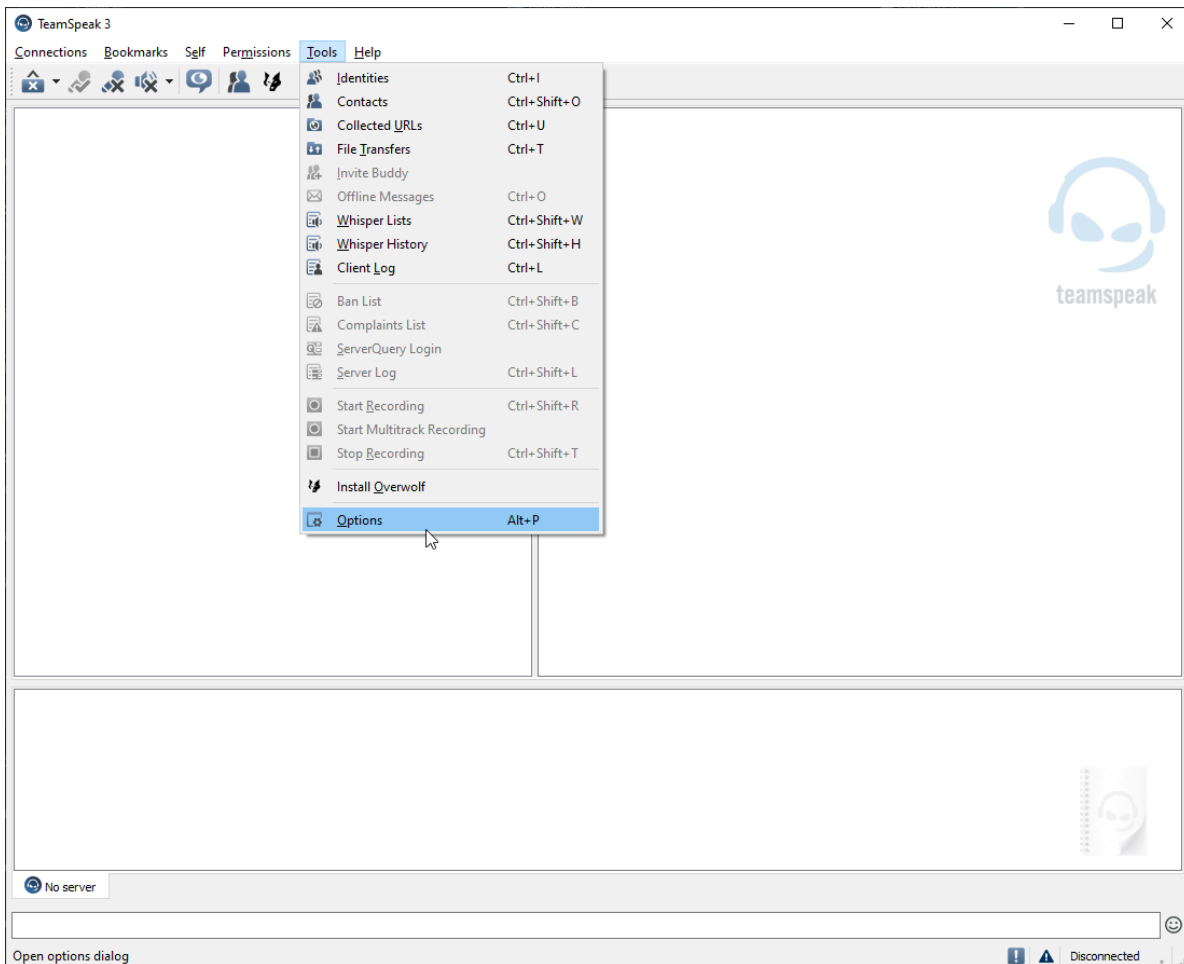 TeamSpeak 3
Connections Bookmarks Self Permissions Tools Help
Identities Ctrl+I
Contacts Ctrl+Shift+O
Collected URLs Ctrl+U
File Transfers Ctrl+T
Invite Buddy
Offline Messages Ctrl+O
Whisper Lists Ctrl+Shift+W
Whisper History Ctrl+Shift+H
Client Log Ctrl+L
Ban List Ctrl+Shift+B
Complaints List Ctrl+Shift+C
ServerQuery Login
Server Log Ctrl+Shift+L
Start Recording Ctrl+Shift+R
Start Multitrack Recording
Stop Recording Ctrl+Shift+T
Install Overwolf
Options Alt+P
teamspeak
No server
Open options dialog Disconnected